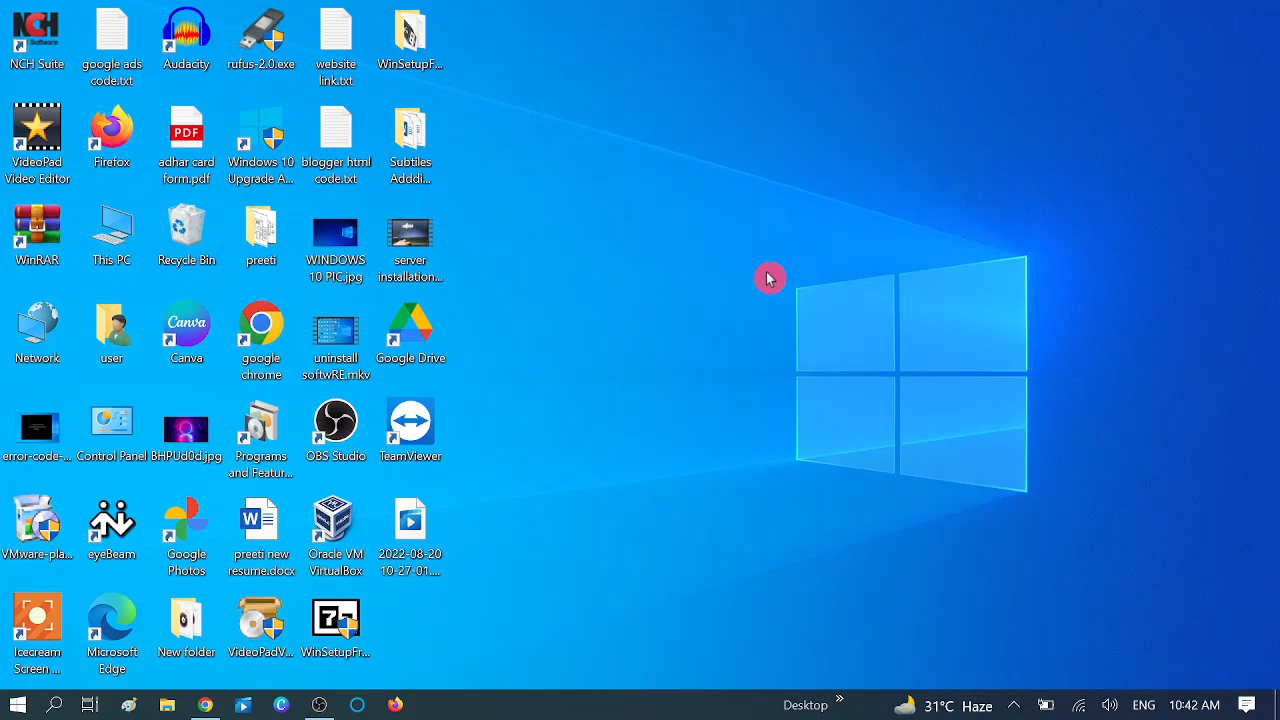 NCH
Software
NCH Suite
google ads
code.txt
Audacity
rufus-2.0.exe
website
link.txt
WinSetupF...
VideoPad
Video Editor
Firefox
PDF
adhar card
form.pdf
Windows 10
Upgrade A...
blogger html
code.txt
Subtiles
Adddi...
WinRAR
This PC
Recycle Bin
preeti
WINDOWS
10 PIC.jpg
server
installation...
Network
user
Canva
Canva
google
chrome
uninstall
softwRE.mkv
Google Drive
error-code-...
Control Panel
BHPUd0d.jpg
Programs
and Featur...
OBS Studio
TeamViewer
VMware-pla...
eyeBeam
Google
Photos
W
preeti new
resume.docx
Oracle VM
VirtualBox
2022-08-20
10-27-01....
Icecream
Screen ...
Microsoft
Edge
New folder
VideoPadV...
WinSetupFr...
Desktop
31°C Haze
ENG
10:42 AM